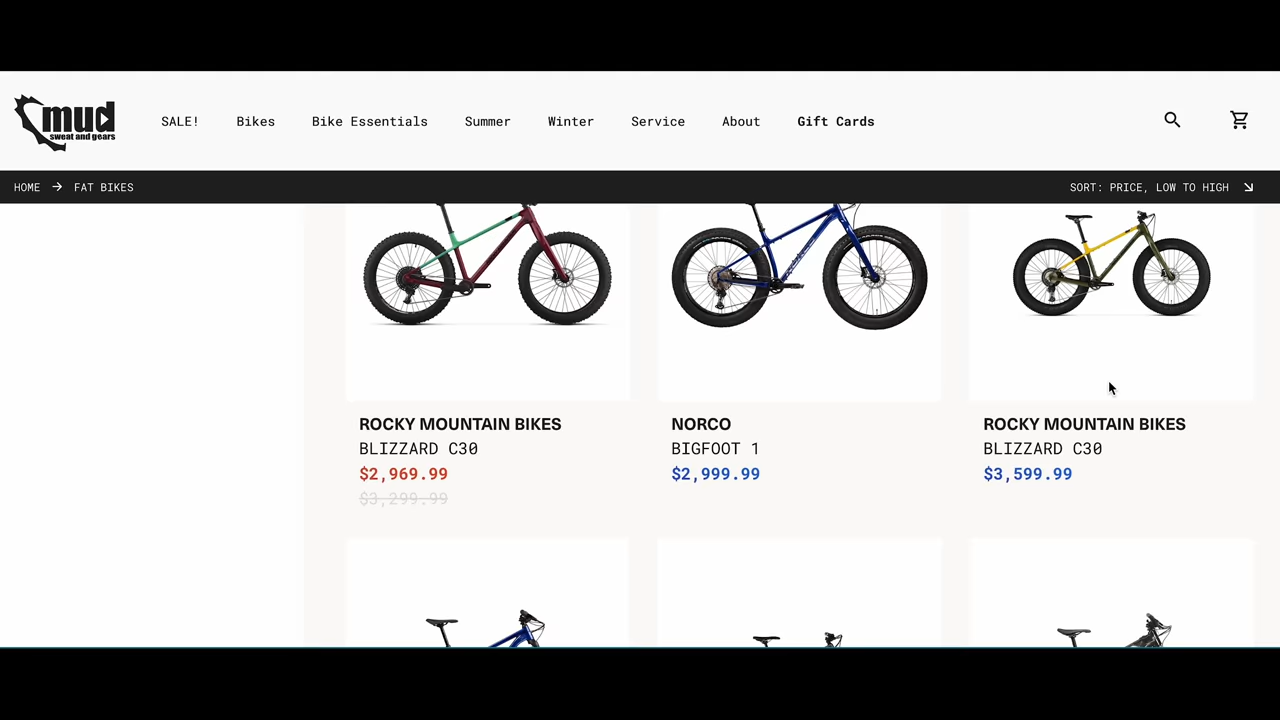 mud
sweat and gears
SALE!
Bikes
Bike Essentials
Summer
Winter
Service
About
Gift Cards
HOME → FAT BIKES
SORT: PRICE, LOW TO HIGH
ROCKY MOUNTAIN BIKES
BLIZZARD C30
$2,969.99
$3,299.99
NORCO
BIGFOOT 1
$2,999.99
ROCKY MOUNTAIN BIKES
BLIZZARD C30
$3,599.99